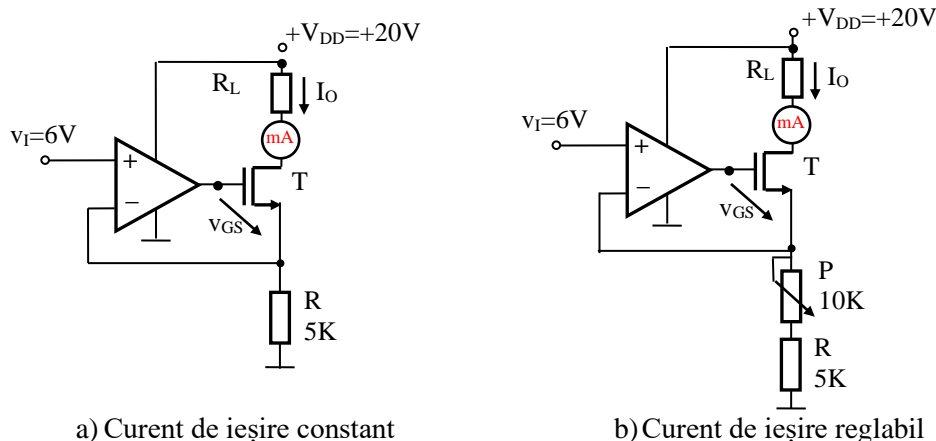 +VDD=+20V
RL
IO
vI=6V
mA
+
−
T
vGS
R
5K
a) Curent de ieșire constant
+VDD=+20V
RL
IO
vI=6V
mA
+
−
T
vGS
P
10K
R
5K
b) Curent de ieșire reglabil